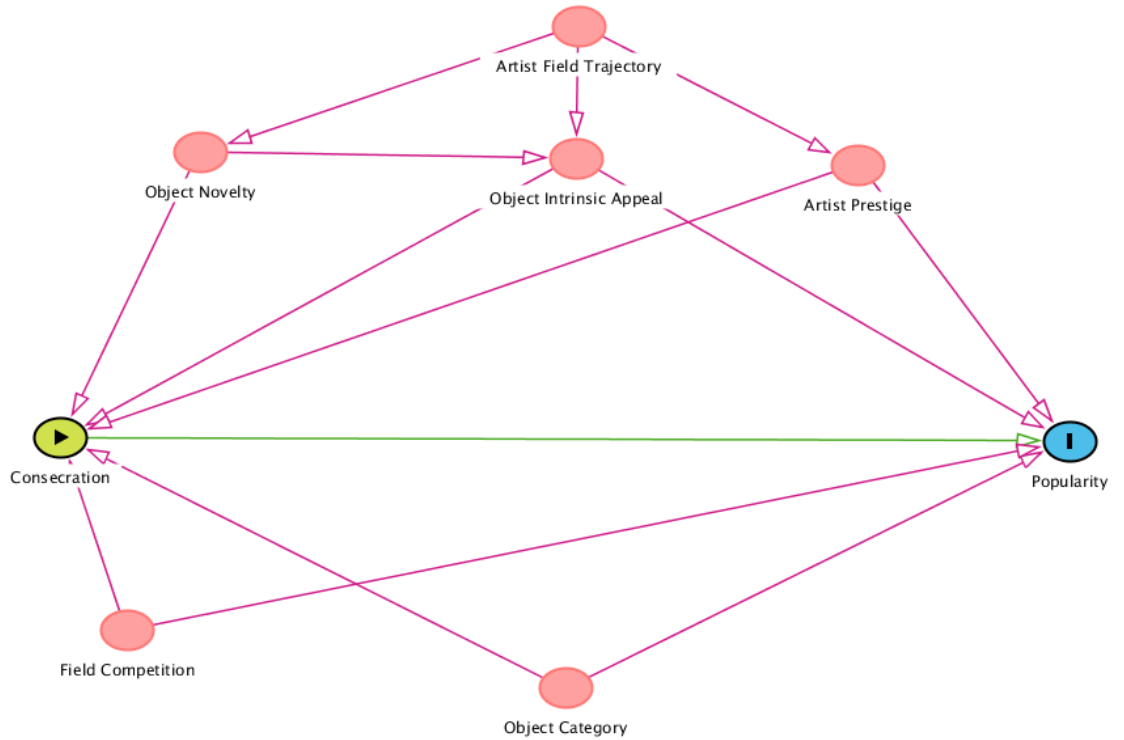 Artist Field Trajectory
Object Novelty
Object Intrinsic Appeal
Artist Prestige
Consecration
Popularity
Field Competition
Object Category